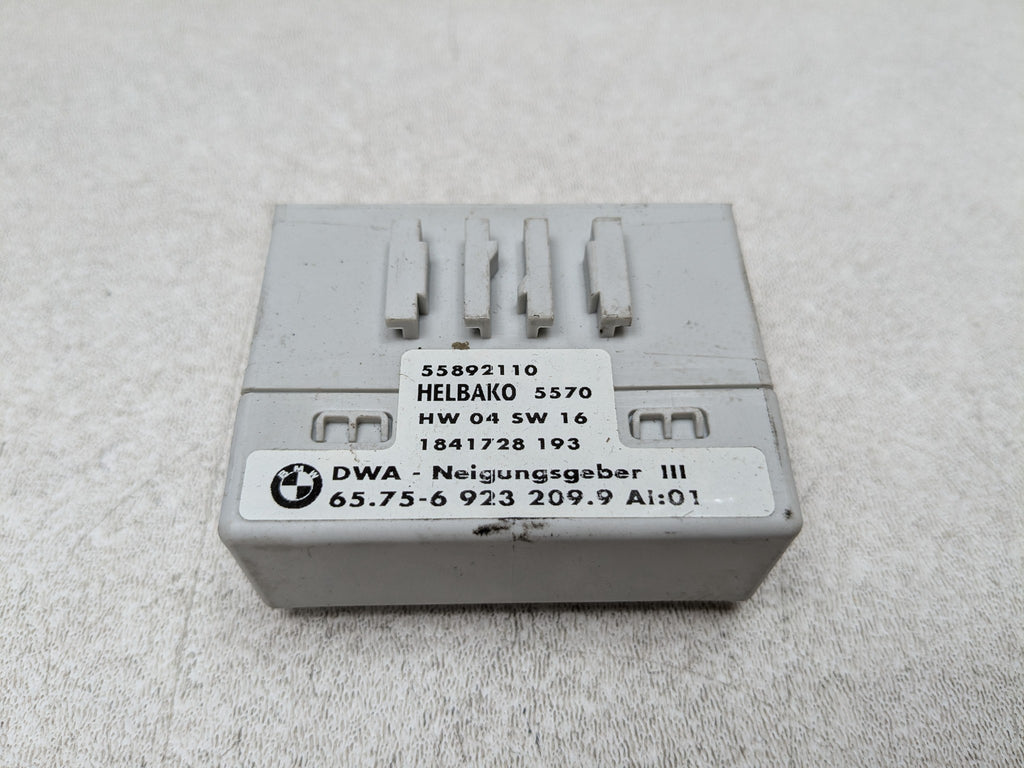 55892110
HELBAKO 5570
HW 04 SW 16
1841728 193
BMW
DWA - Neigungsgeber III
65.75-6 923 209.9 AI:01